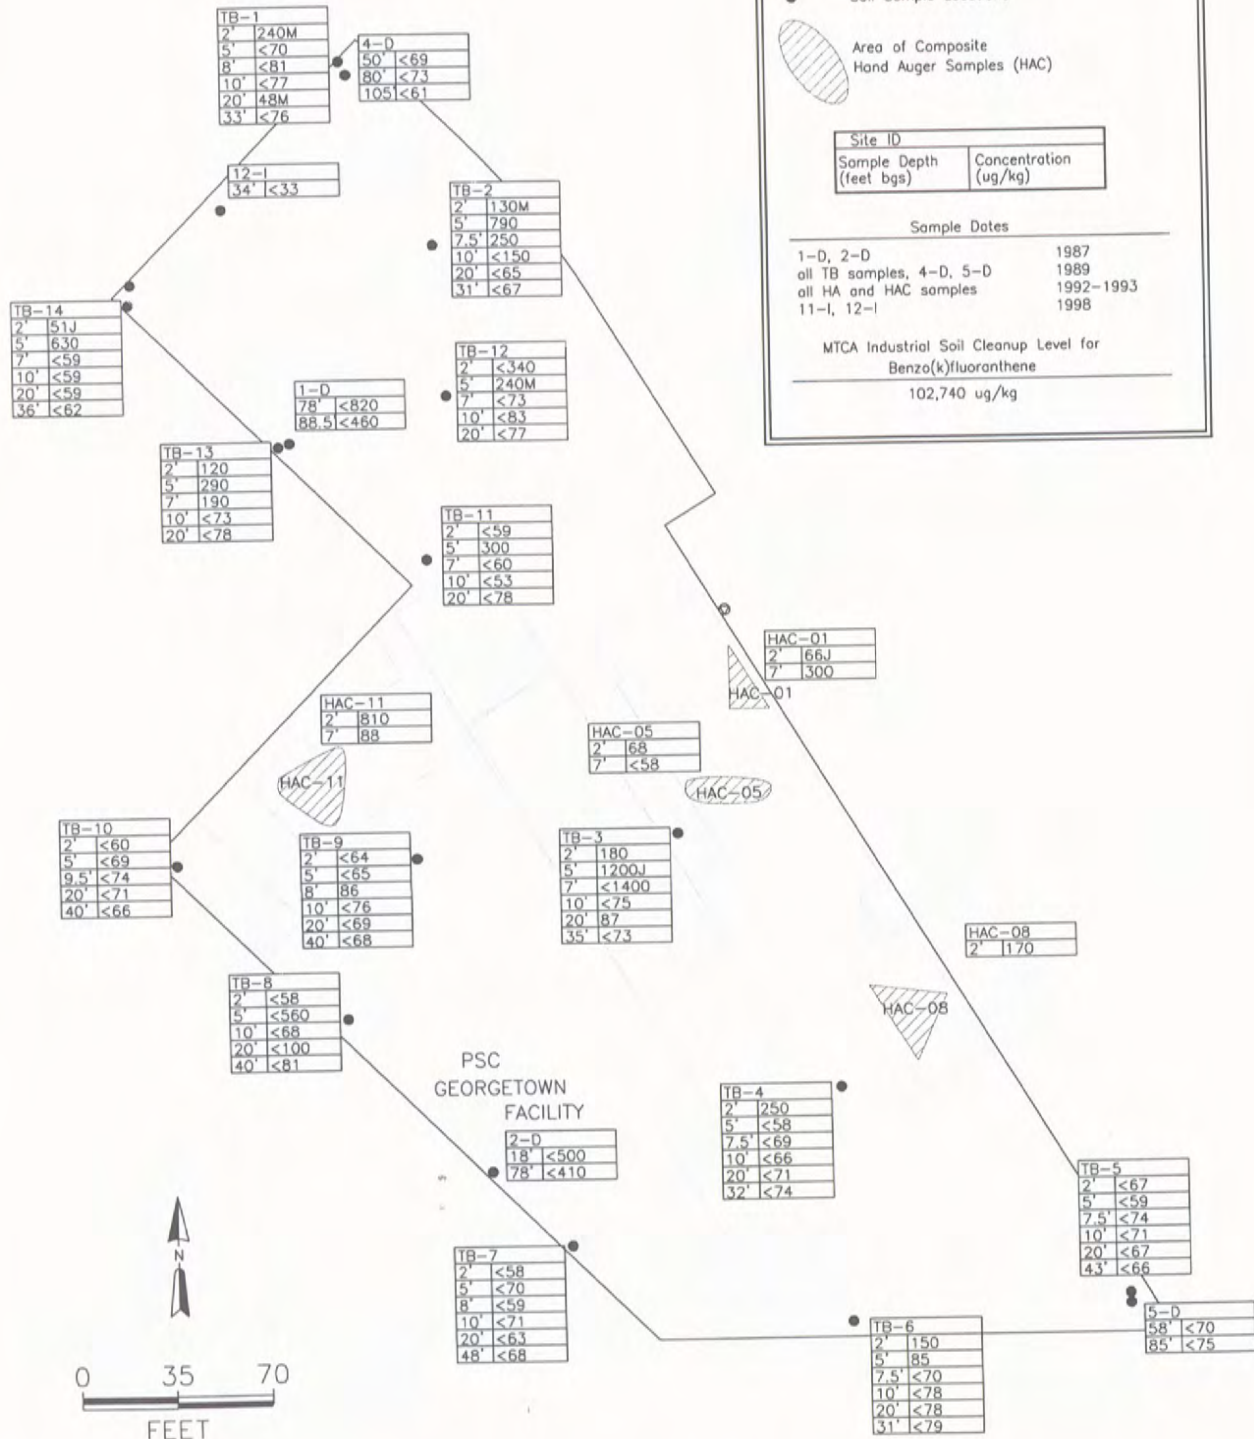 Area of Composite
Hand Auger Samples (HAC)
Site ID
Sample Depth Concentration
(feet bgs) (ug/kg)
Sample Dates
1-D, 2-D 1987
all TB samples, 4-D, 5-D 1989
all HA and HAC samples 1992-1993
11-I, 12-I 1998
MTCA Industrial Soil Cleanup Level for
Benzo(k)fluoranthene
102,740 ug/kg
TB-1
2' 240M
5' <70
8' <81
10' <77
20' 48M
33' <76
4-D
50' <69
80' <73
105' <61
12-I
34' <33
TB-2
2' 130M
5' 790
7.5' 250
10' <150
20' <65
31' <67
TB-14
2' 51J
5' 630
7' <59
10' <59
20' <59
36' <62
TB-12
2' <340
5' 240M
7' <73
10' <83
20' <77
1-D
78' <820
88.5 <460
TB-13
2' 120
5' 290
7' 190
10' <73
20' <78
TB-11
2' <59
5' 300
7' <60
10' <53
20' <78
HAC-01
2' 66J
7' 300
HAC-01
HAC-11
2' 810
7' 88
HAC-11
HAC-05
2' 68
7' <58
HAC-05
TB-10
2' <60
5' <69
9.5' <74
20' <71
40' <66
TB-9
2' <64
5' <65
8' 86
10' <76
20' <69
40' <68
TB-3
2' 180
5' 1200J
7' <1400
10' <75
20' 87
35' <73
HAC-08
2' 170
HAC-08
TB-8
2' <58
5' <560
10' <68
20' <100
40' <81
PSC
GEORGETOWN
FACILITY
2-D
18' <500
78' <410
TB-4
2' 250
5' <58
7.5' <69
10' <66
20' <71
32' <74
TB-5
2' <67
5' <59
7.5' <74
10' <71
20' <67
43' <66
TB-7
2' <58
5' <70
8' <59
10' <71
20' <63
48' <68
5-D
58' <70
85' <75
TB-6
2' 150
5' 85
7.5' <70
10' <78
20' <78
31' <79
N
0 35 70
FEET